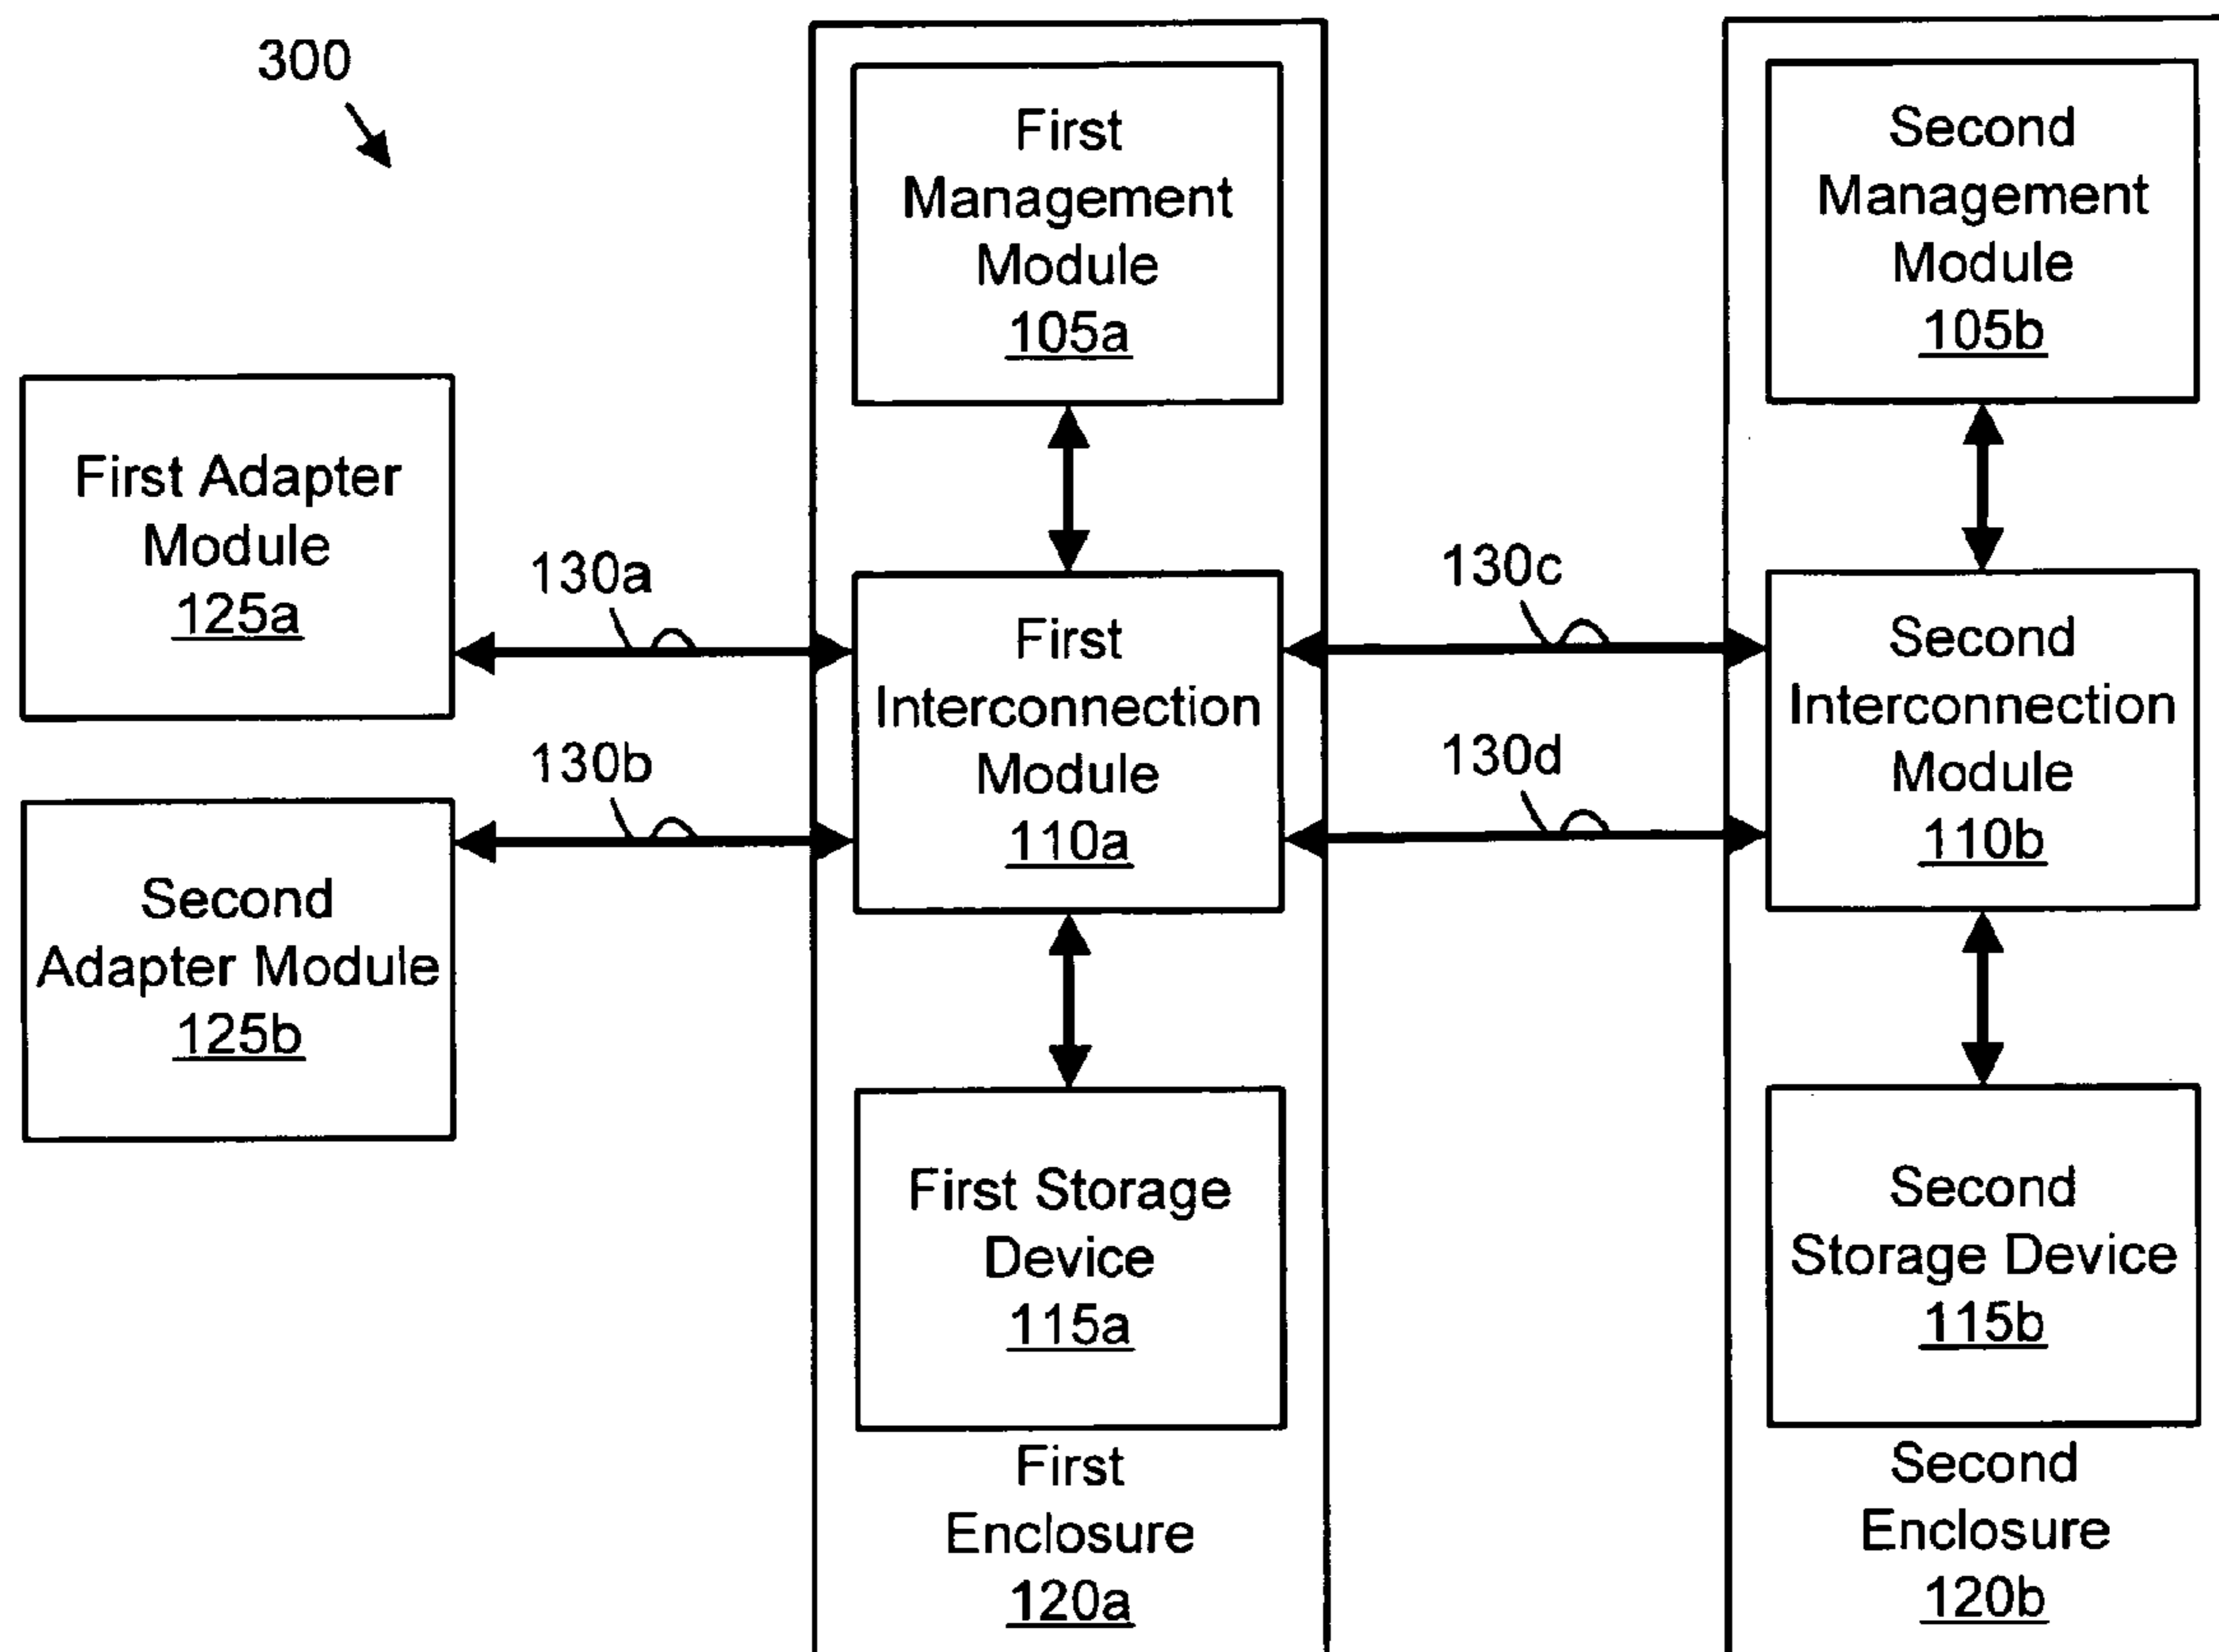 300
First
Management
Module
105a
Second
Management
Module
105b
First Adapter
Module
125a
130a
First
Interconnection
Module
110a
130c
Second
Interconnection
Module
110b
130b
130d
Second
Adapter Module
125b
First Storage
Device
115a
Second
Storage Device
115b
First
Enclosure
120a
Second
Enclosure
120b